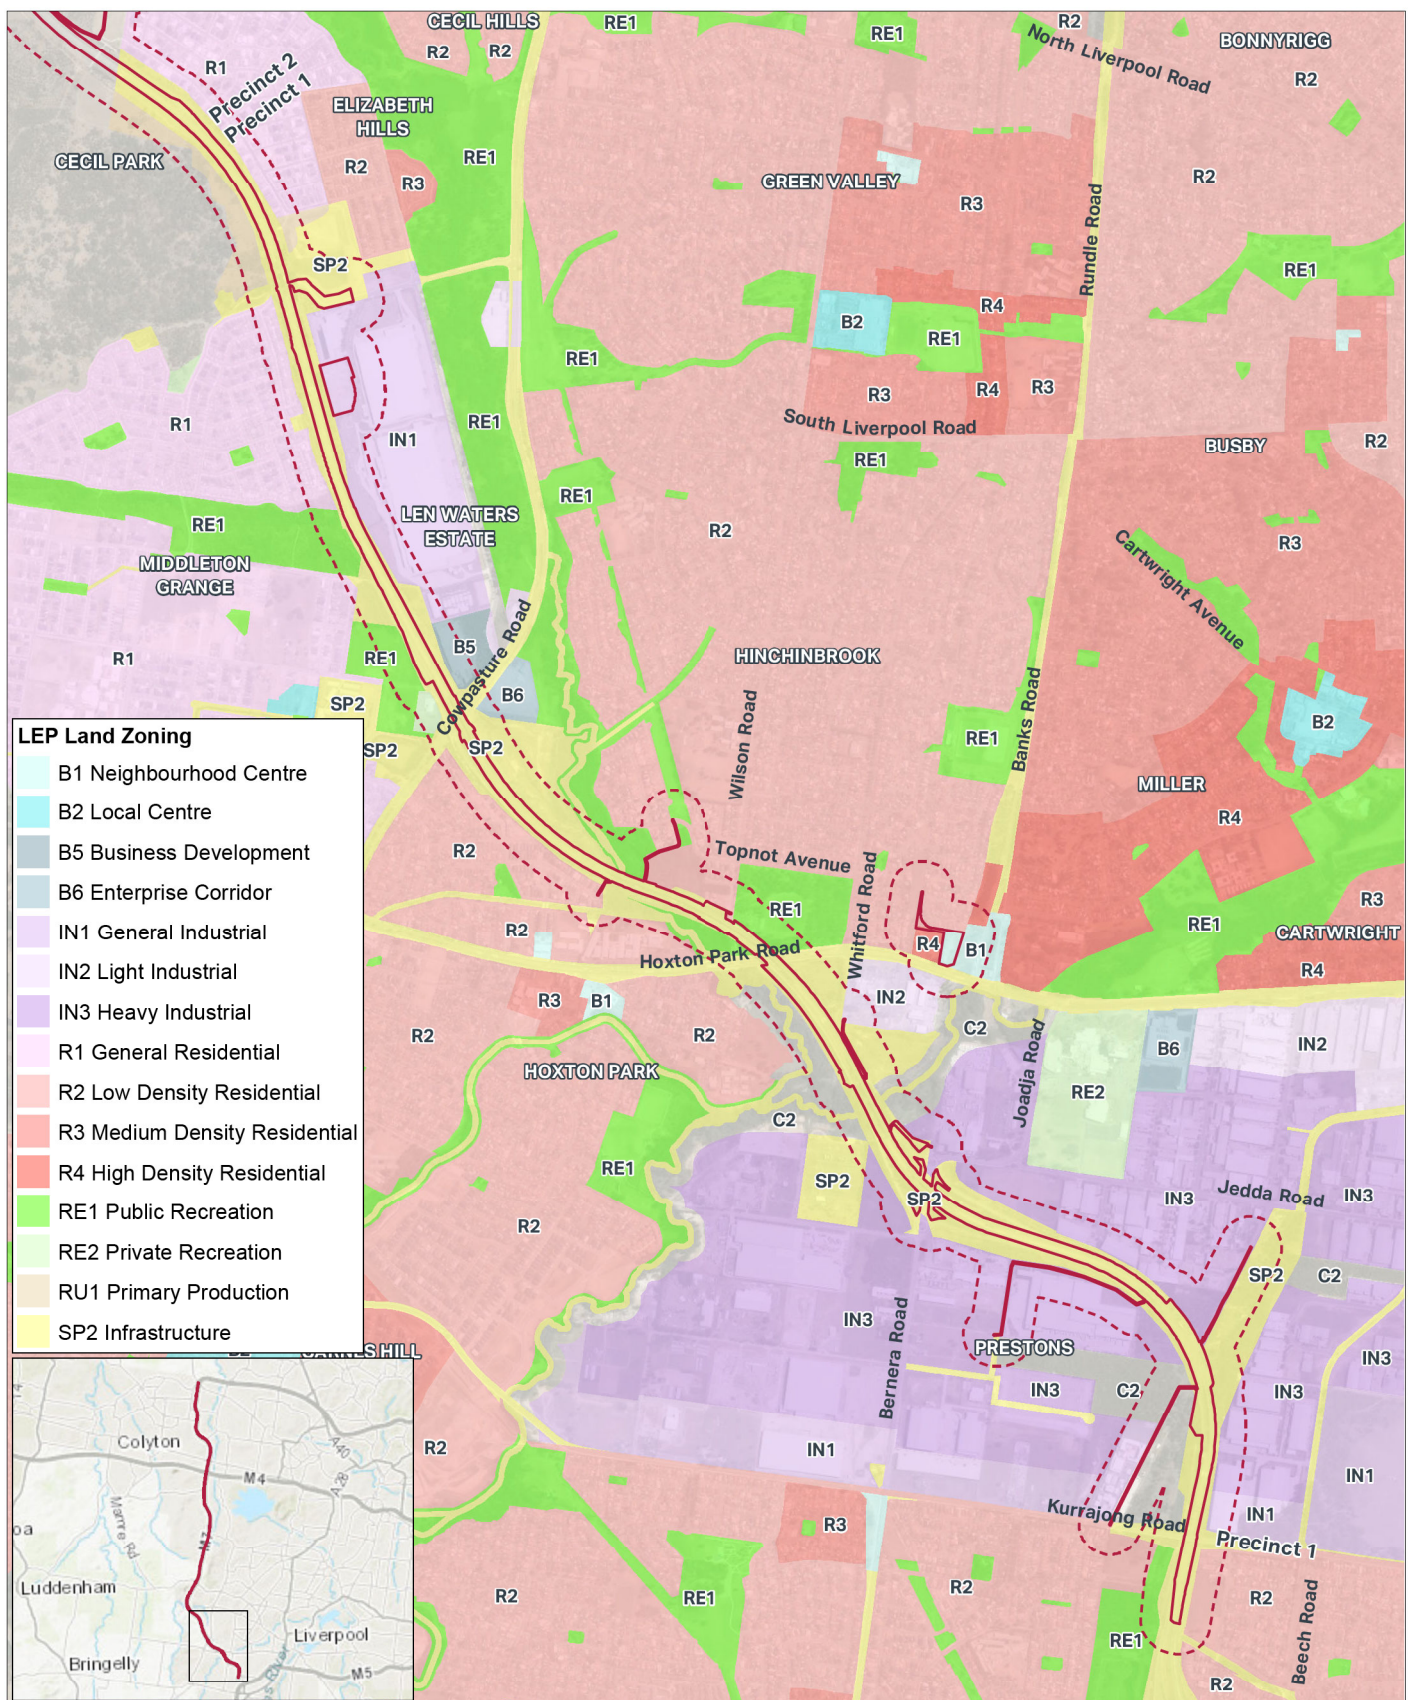 CECIL HILLS
RE1
R2
RE1
North Liverpool Road
BONNYRIGG
R2
R2
R2
R1
Precinct 2
Precinct 1
ELIZABETH
HILLS
CECIL PARK
RE1
R2
R3
GREEN VALLEY
R3
R2
Rundle Road
SP2
RE1
B2
R4
RE1
RE1
R3
R4
R3
South Liverpool Road
R1
IN1
RE1
BUSBY
R2
RE1
RE1
LEN WATERS
ESTATE
RE1
R2
R3
Cartwright Avenue
MIDDLETON
GRANGE
R1
RE1
B5
Cowpasture Road
B6
HINCHINBROOK
Wilson Road
Banks Road
RE1
B2
SP2
SP2
SP2
MILLER
R4
LEP Land Zoning
B1 Neighbourhood Centre
B2 Local Centre
B5 Business Development
B6 Enterprise Corridor
IN1 General Industrial
IN2 Light Industrial
IN3 Heavy Industrial
R1 General Residential
R2 Low Density Residential
R3 Medium Density Residential
R4 High Density Residential
RE1 Public Recreation
RE2 Private Recreation
RU1 Primary Production
SP2 Infrastructure
R2
Topnot Avenue
Whitford Road
RE1
R2
Hoxton Park Road
R4
B1
RE1
R3
CARTWRIGHT
R4
R3
B1
R2
R2
IN2
C2
Joadja Road
B6
IN2
HOXTON PARK
RE2
C2
RE1
SP2
SP2
IN3
Jedda Road
IN3
R2
SP2
C2
IN3
Bernera Road
PRESTONS
IN3
C2
IN3
IN3
R2
IN1
IN1
Kurrajong Road
IN1
Precinct 1
R3
R2
RE1
R2
R2
Beech Road
RE1
R2
Colyton
A40
A28
M4
Mamre Rd
M7
Luddenham
Liverpool
Bringelly
M5